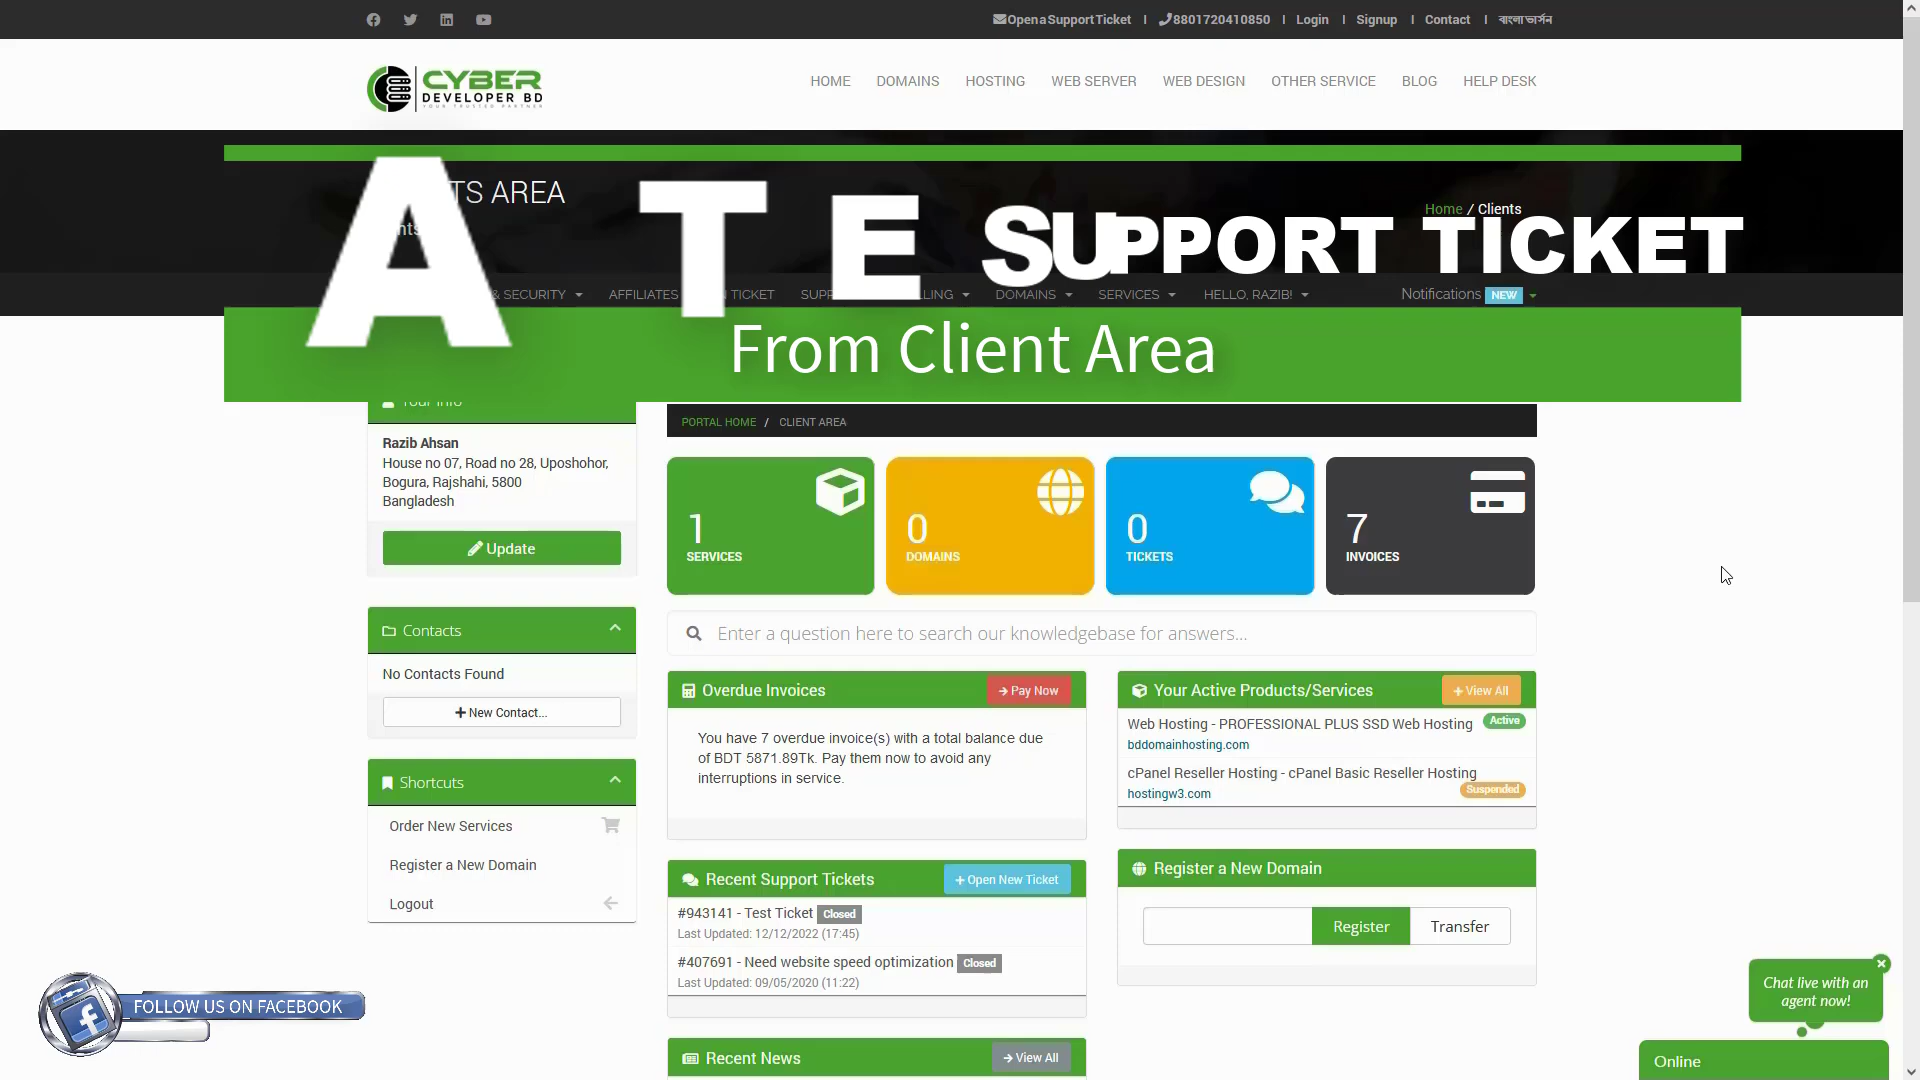 Open a Support Ticket
8801720410850
Login
Signup
Contact
বাংলা ভার্সন
CYBER
DEVELOPER BD
YOUR TRUSTED PARTNER
HOME
DOMAINS
HOSTING
WEB SERVER
WEB DESIGN
OTHER SERVICE
BLOG
HELP DESK
TS AREA
Home / Clients
A T E SUPPORT TICKET
& SECURITY
AFFILIATES
TICKET
DOMAINS
SERVICES
HELLO, RAZIB!
Notifications NEW
From Client Area
PORTAL HOME / CLIENT AREA
Razib Ahsan
House no 07, Road no 28, Uposhohor,
Bogura, Rajshahi, 5800
Bangladesh
Update
1
SERVICES
0
DOMAINS
0
TICKETS
7
INVOICES
Contacts
No Contacts Found
New Contact...
Enter a question here to search our knowledgebase for answers...
Overdue Invoices
Pay Now
You have 7 overdue invoice(s) with a total balance due
of BDT 5871.89Tk. Pay them now to avoid any
interruptions in service.
Your Active Products/Services
View All
Web Hosting - PROFESSIONAL PLUS SSD Web Hosting
Active
bddomainhosting.com
cPanel Reseller Hosting - cPanel Basic Reseller Hosting
Suspended
hostingw3.com
Shortcuts
Order New Services
Register a New Domain
Logout
Recent Support Tickets
Open New Ticket
#943141 - Test Ticket Closed
Last Updated: 12/12/2022 (17:45)
#407691 - Need website speed optimization Closed
Last Updated: 09/05/2020 (11:22)
Register a New Domain
Register
Transfer
Recent News
View All
FOLLOW US ON FACEBOOK
Chat live with an
agent now!
Online